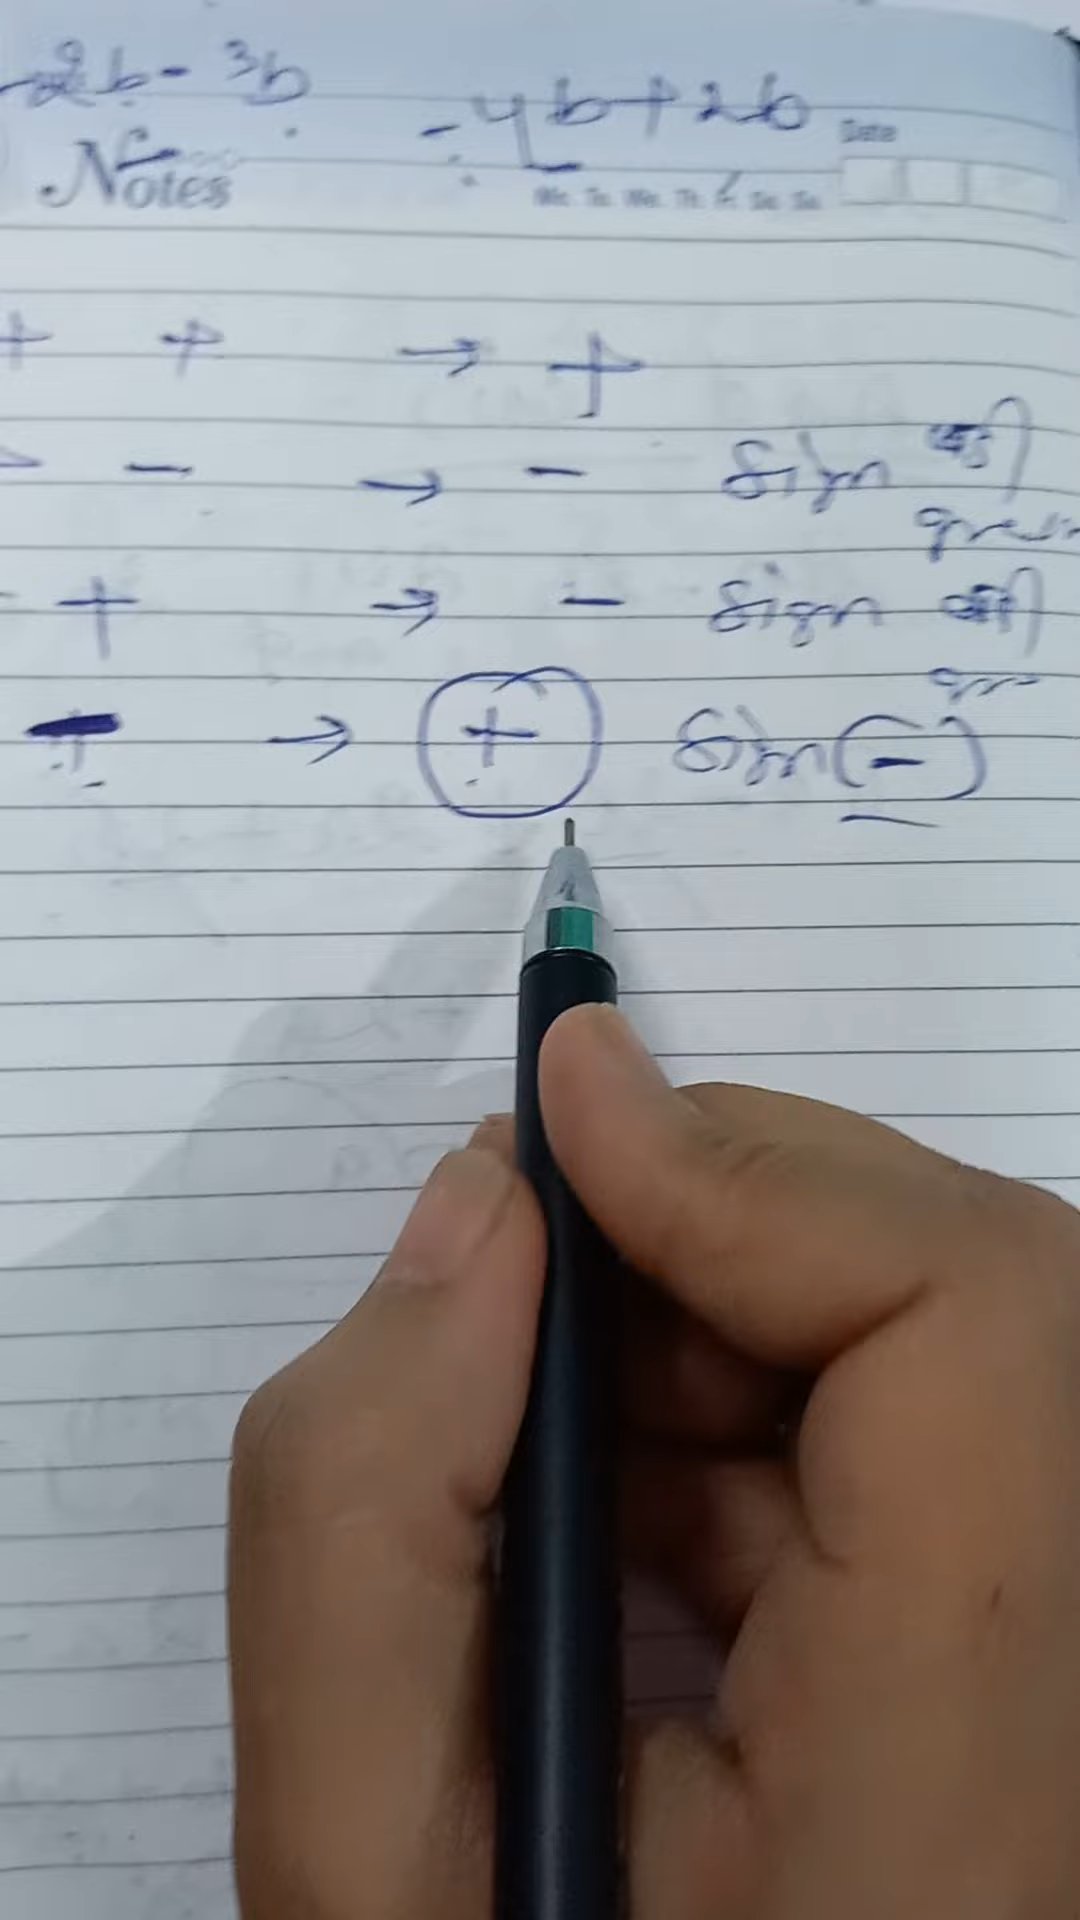 -2b - 3b
-4b+2b
Date
Notes
Mo. Tu. We. Th. Fr. Sa. Su.
+ + → +
- → - Sign की
+ → - Sign की
- → + Sign (-)